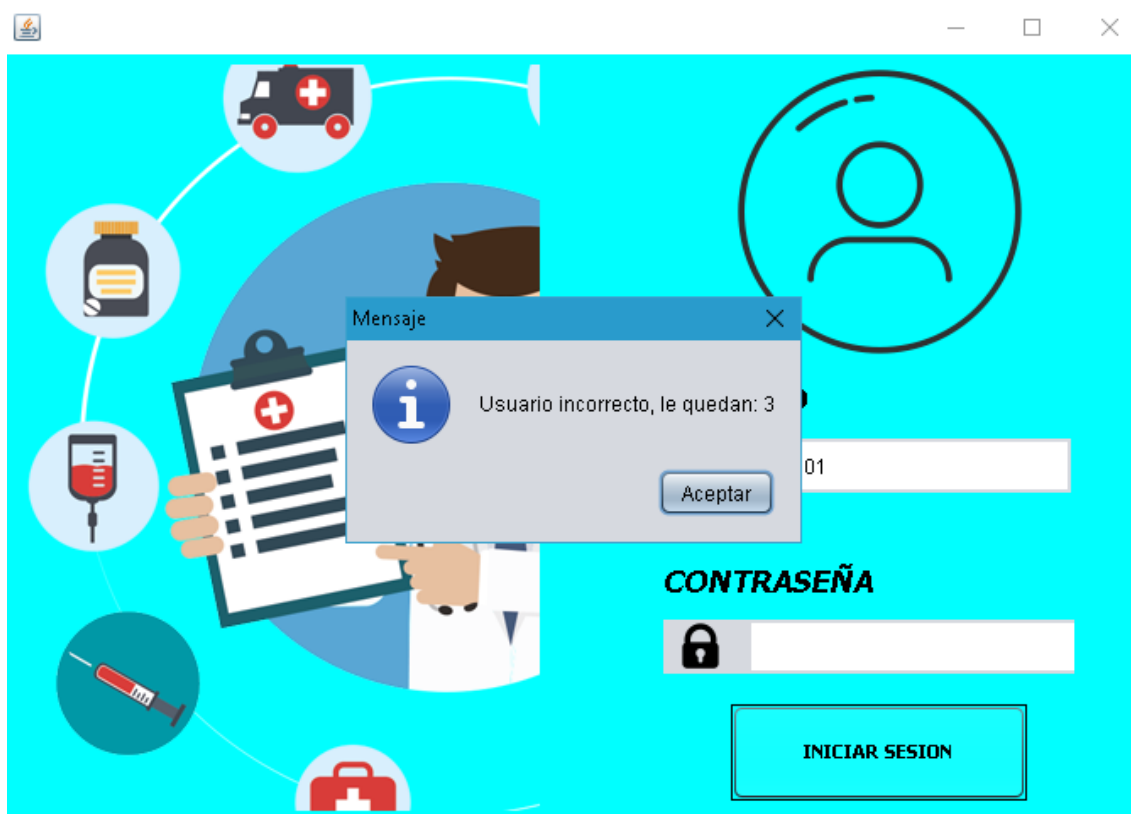 Mensaje
Usuario incorrecto, le quedan: 3
Aceptar
01
CONTRASEÑA
INICIAR SESION